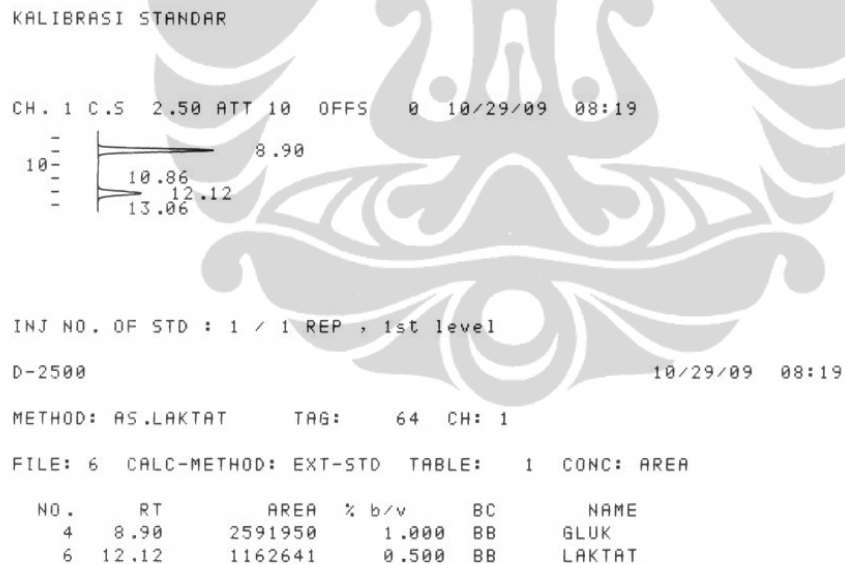 KALIBRASI STANDAR
CH. 1 C.S 2.50 ATT 10 OFFS 0 10/29/09 08:19
8.90
10-
10.86
12.12
13.06
INJ NO. OF STD : 1 / 1 REP , 1st level
D-2500 10/29/09 08:19
METHOD: AS.LAKTAT TAG: 64 CH: 1
FILE: 6 CALC-METHOD: EXT-STD TABLE: 1 CONC: AREA
NO. RT AREA % b/v BC NAME
4 8.90 2591950 1.000 BB GLUK
6 12.12 1162641 0.500 BB LAKTAT